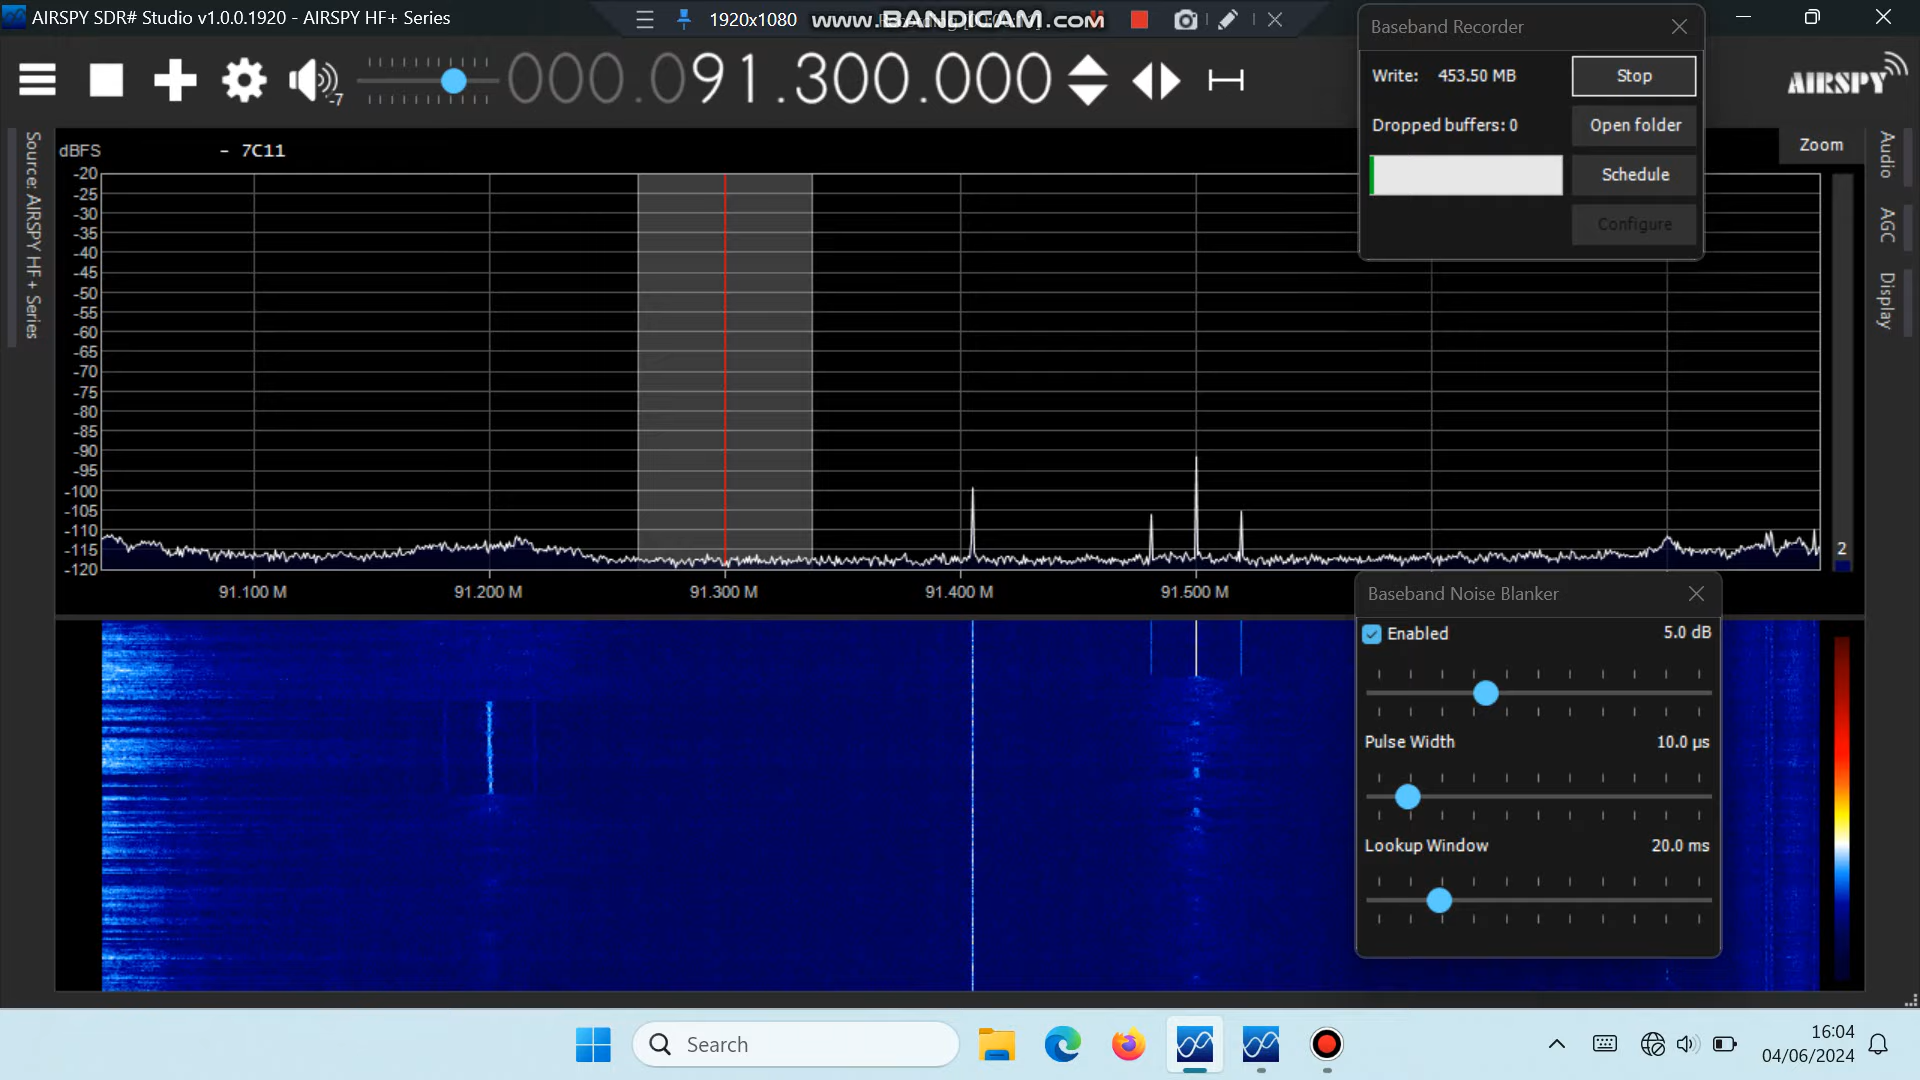 AIRSPY SDR# Studio v1.0.0.1920 - AIRSPY HF+ Series
1920x1080
www.BANDICAM.com
-7
000.091.300.000
AIRSPY
Baseband Recorder
Write: 453.50 MB
Stop
Dropped buffers: 0
Open folder
Schedule
Configure
Source: AIRSPY HF+ Series
dBFS
- 7C11
Zoom
Audio
AGC
Display
-20
-25
-30
-35
-40
-45
-50
-55
-60
-65
-70
-75
-80
-85
-90
-95
-100
-105
-110
-115
-120
2
91.100 M
91.200 M
91.300 M
91.400 M
91.500 M
Baseband Noise Blanker
Enabled
5.0 dB
Pulse Width
10.0 µs
Lookup Window
20.0 ms
Search
16:04
04/06/2024